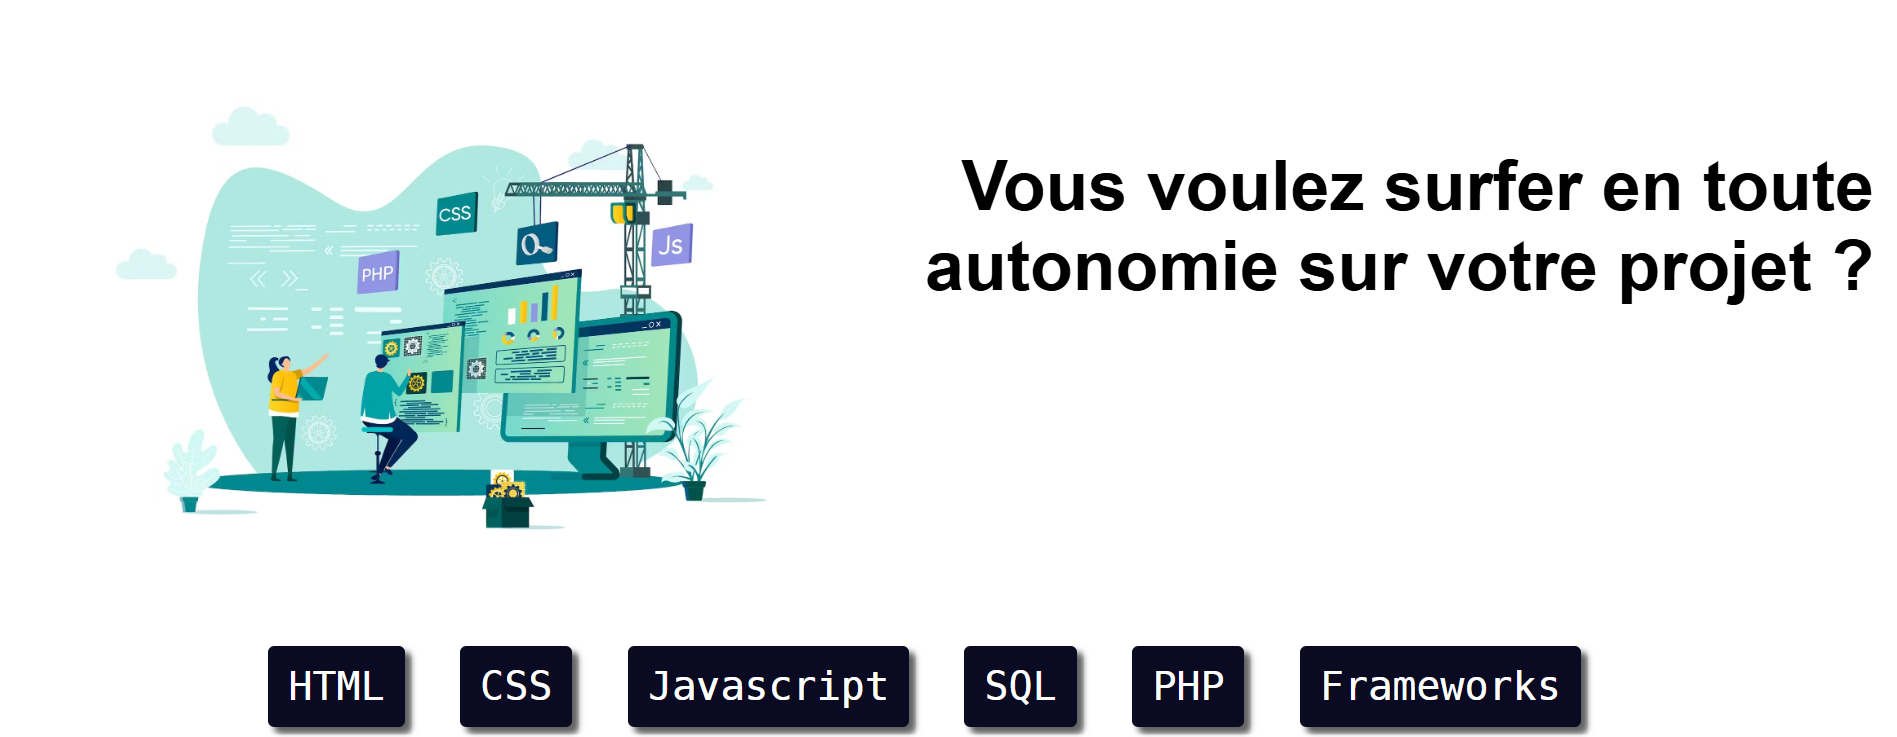 Vous voulez surfer en toute
autonomie sur votre projet ?
CSS
PHP
Js
HTML
CSS
Javascript
SQL
PHP
Frameworks